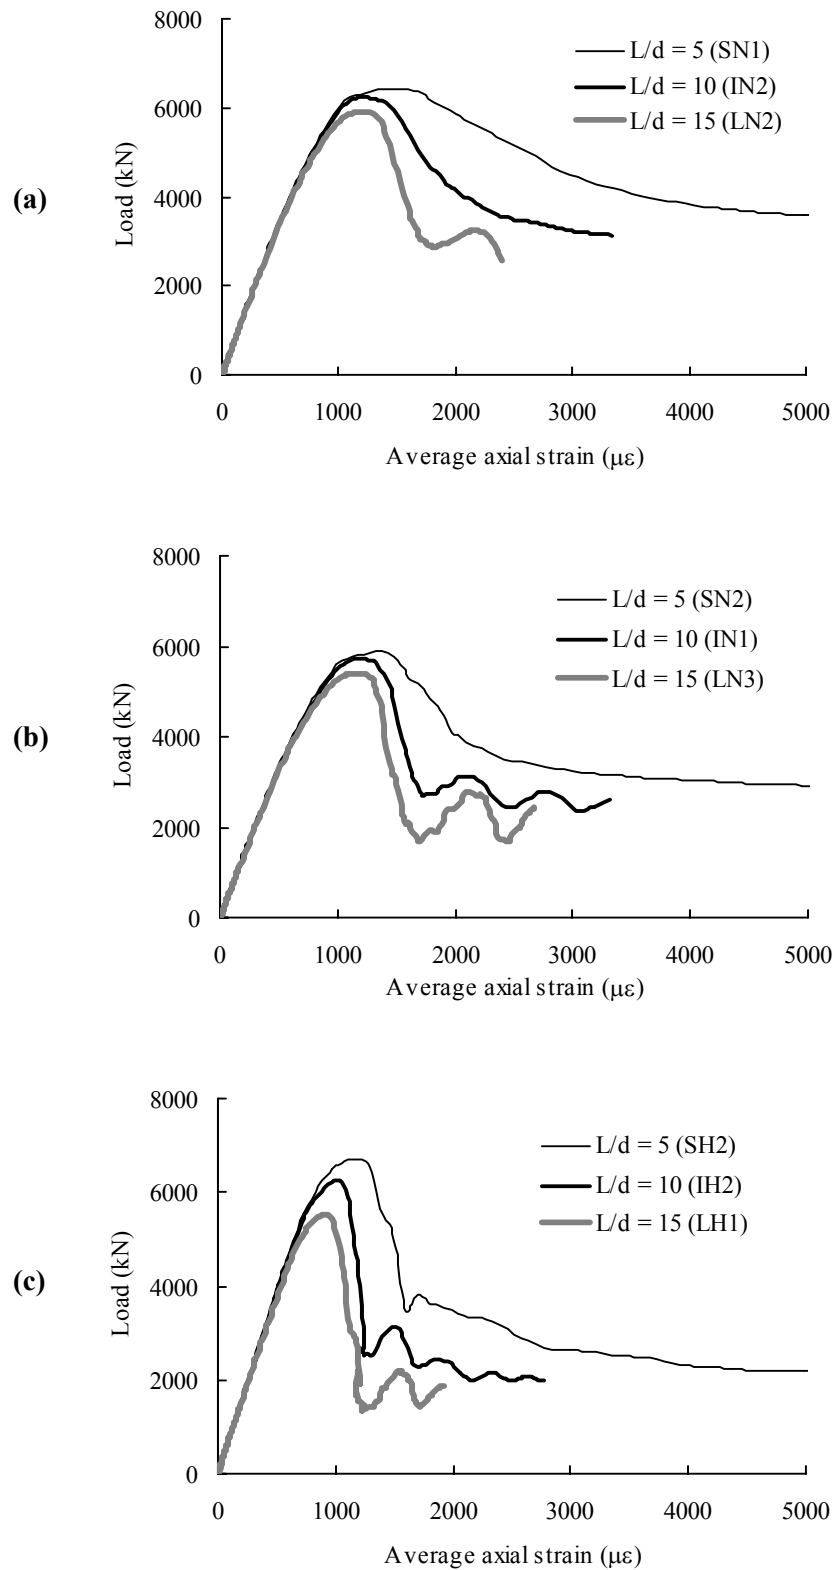 (a)
Load (kN)
8000
6000
4000
2000
0
L/d = 5 (SN1)
L/d = 10 (IN2)
L/d = 15 (LN2)
0 1000 2000 3000 4000 5000
Average axial strain (με)
(b)
Load (kN)
8000
6000
4000
2000
0
L/d = 5 (SN2)
L/d = 10 (IN1)
L/d = 15 (LN3)
0 1000 2000 3000 4000 5000
Average axial strain (με)
(c)
Load (kN)
8000
6000
4000
2000
0
L/d = 5 (SH2)
L/d = 10 (IH2)
L/d = 15 (LH1)
0 1000 2000 3000 4000 5000
Average axial strain (με)